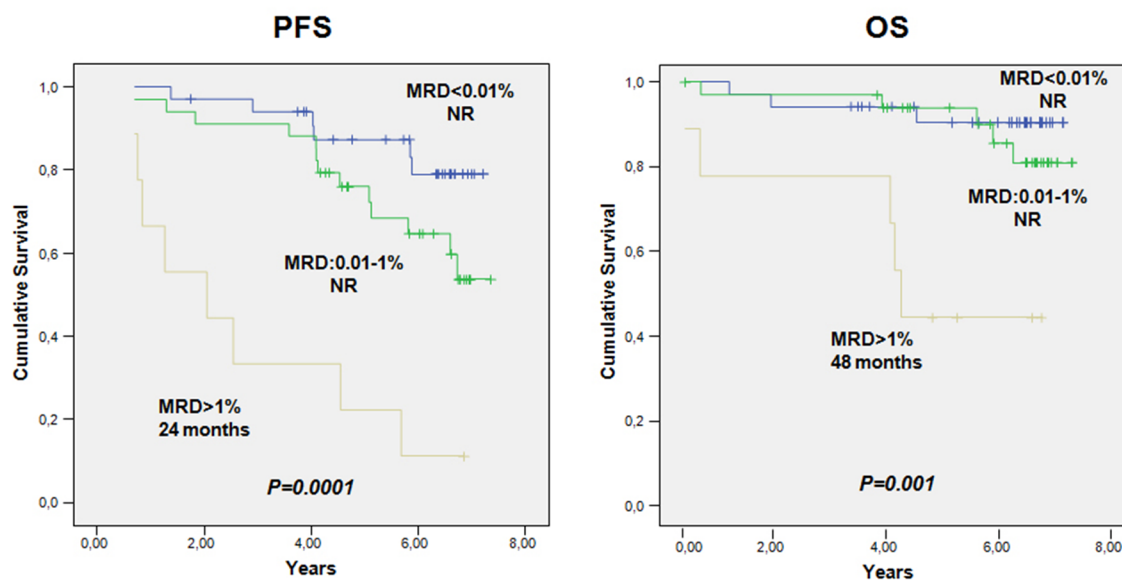 PFS
1,0
0,8
0,6
0,4
0,2
0,0
Cumulative Survival
MRD<0.01%
NR
MRD:0.01-1%
NR
MRD>1%
24 months
P=0.0001
0,00 2,00 4,00 6,00 8,00
Years
OS
1,0
0,8
0,6
0,4
0,2
0,0
Cumulative Survival
MRD<0.01%
NR
MRD:0.01-1%
NR
MRD>1%
48 months
P=0.001
0,00 2,00 4,00 6,00 8,00
Years